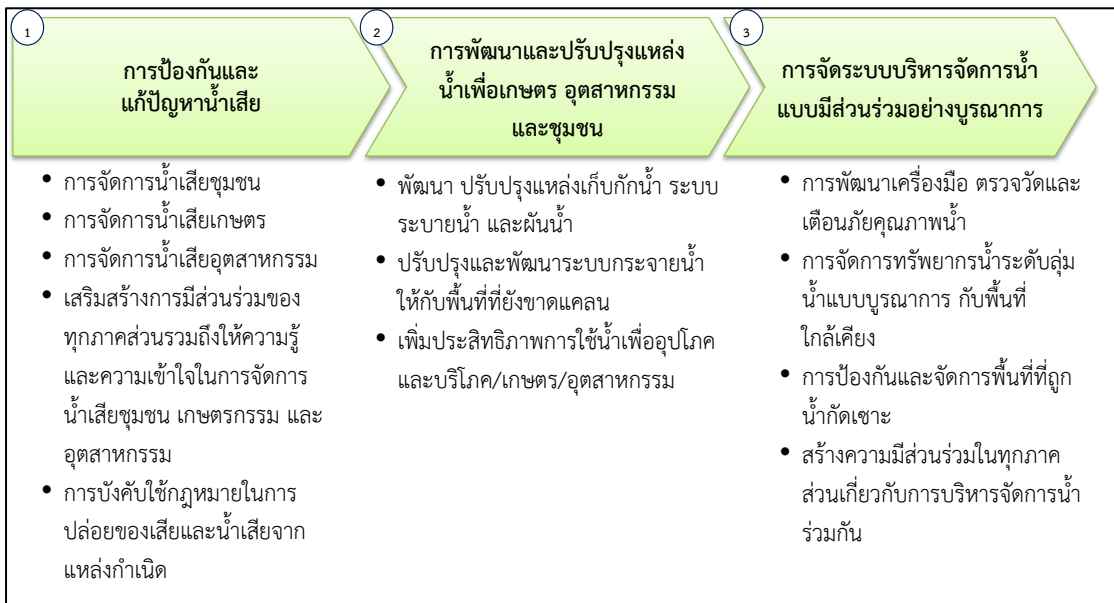 1
การป้องกันและ
แก้ปัญหาน้ำเสีย
• การจัดการน้ำเสียชุมชน
• การจัดการน้ำเสียเกษตร
• การจัดการน้ำเสียอุตสาหกรรม
• เสริมสร้างการมีส่วนร่วมของ
ทุกภาคส่วนรวมถึงให้ความรู้
และความเข้าใจในการจัดการ
น้ำเสียชุมชน เกษตรกรรม และ
อุตสาหกรรม
• การบังคับใช้กฎหมายในการ
ปล่อยของเสียและน้ำเสียจาก
แหล่งกำเนิด
2
การพัฒนาและปรับปรุงแหล่ง
น้ำเพื่อเกษตร อุตสาหกรรม
และชุมชน
• พัฒนา ปรับปรุงแหล่งเก็บกักน้ำ ระบบ
ระบายน้ำ และผันน้ำ
• ปรับปรุงและพัฒนาระบบกระจายน้ำ
ให้กับพื้นที่ที่ยังขาดแคลน
• เพิ่มประสิทธิภาพการใช้น้ำเพื่ออุปโภค
และบริโภค/เกษตร/อุตสาหกรรม
3
การจัดระบบบริหารจัดการน้ำ
แบบมีส่วนร่วมอย่างบูรณาการ
• การพัฒนาเครื่องมือ ตรวจวัดและ
เตือนภัยคุณภาพน้ำ
• การจัดการทรัพยากรน้ำระดับลุ่ม
น้ำแบบบูรณาการ กับพื้นที่
ใกล้เคียง
• การป้องกันและจัดการพื้นที่ที่ถูก
น้ำกัดเซาะ
• สร้างความมีส่วนร่วมในทุกภาค
ส่วนเกี่ยวกับการบริหารจัดการน้ำ
ร่วมกัน